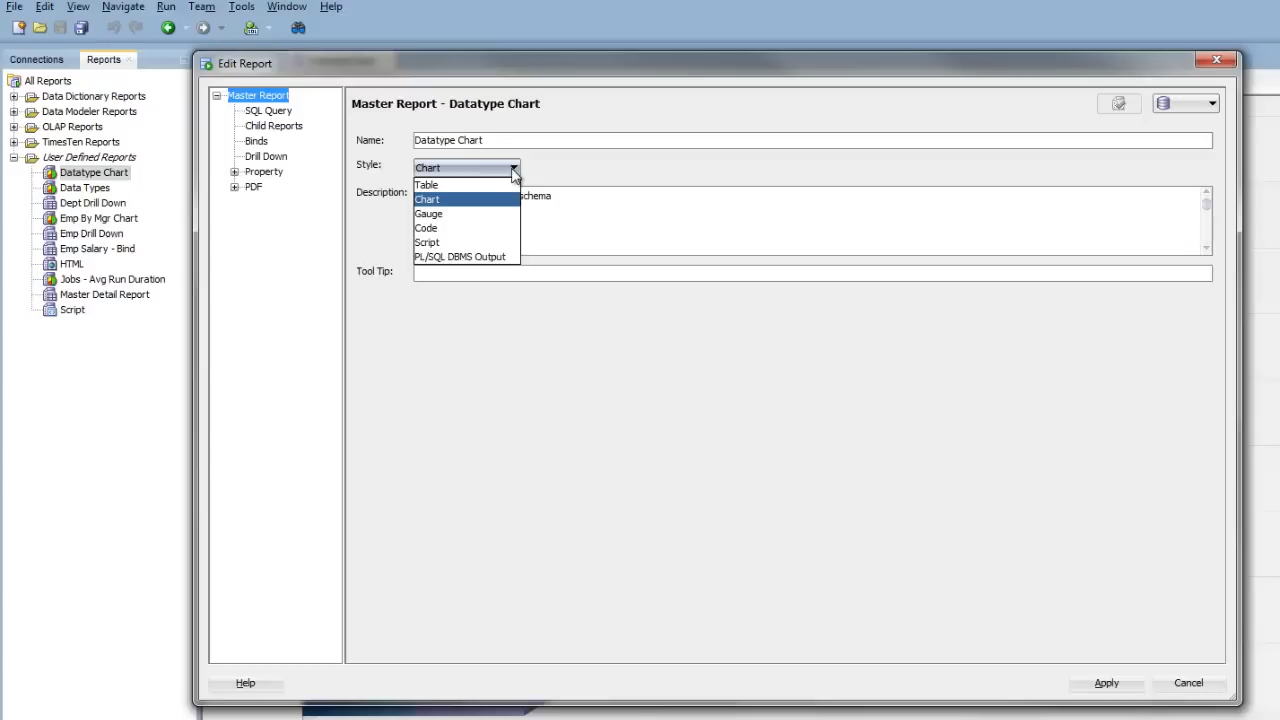 File Edit View Navigate Run Team Tools Window Help
Connections Reports
Edit Report
All Reports
Data Dictionary Reports
Data Modeler Reports
OLAP Reports
TimesTen Reports
User Defined Reports
Datatype Chart
Data Types
Dept Drill Down
Emp By Mgr Chart
Emp Drill Down
Emp Salary - Bind
HTML
Jobs - Avg Run Duration
Master Detail Report
Script
Master Report
SQL Query
Child Reports
Binds
Drill Down
Property
PDF
Master Report - Datatype Chart
Name: Datatype Chart
Style: Chart
Table
Chart
Gauge
Code
Script
PL/SQL DBMS Output
Description: schema
Tool Tip:
Help Apply Cancel